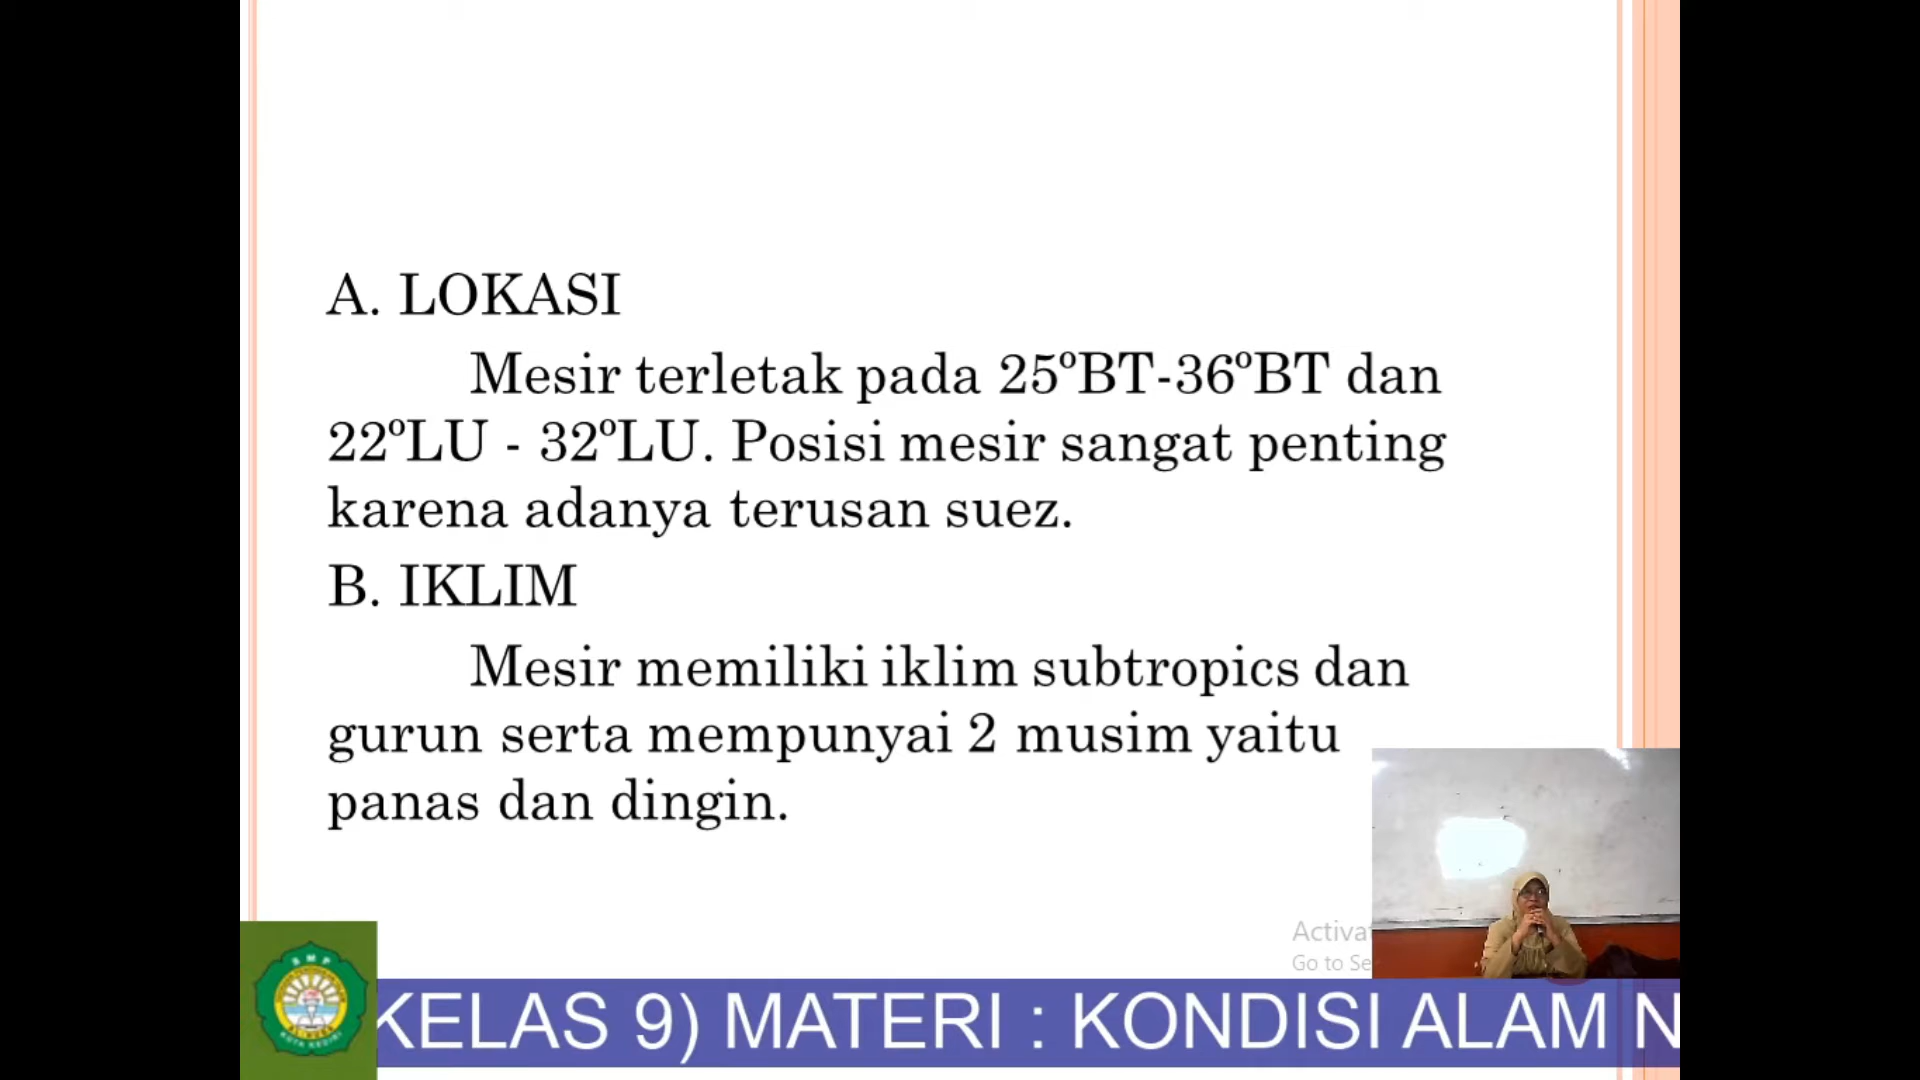 A. LOKASI
Mesir terletak pada 25ºBT-36ºBT dan
22ºLU - 32ºLU. Posisi mesir sangat penting
karena adanya terusan suez.
B. IKLIM
Mesir memiliki iklim subtropics dan
gurun serta mempunyai 2 musim yaitu
panas dan dingin.
Go to
SMP
KELAS 9) MATERI : KONDISI ALAM N